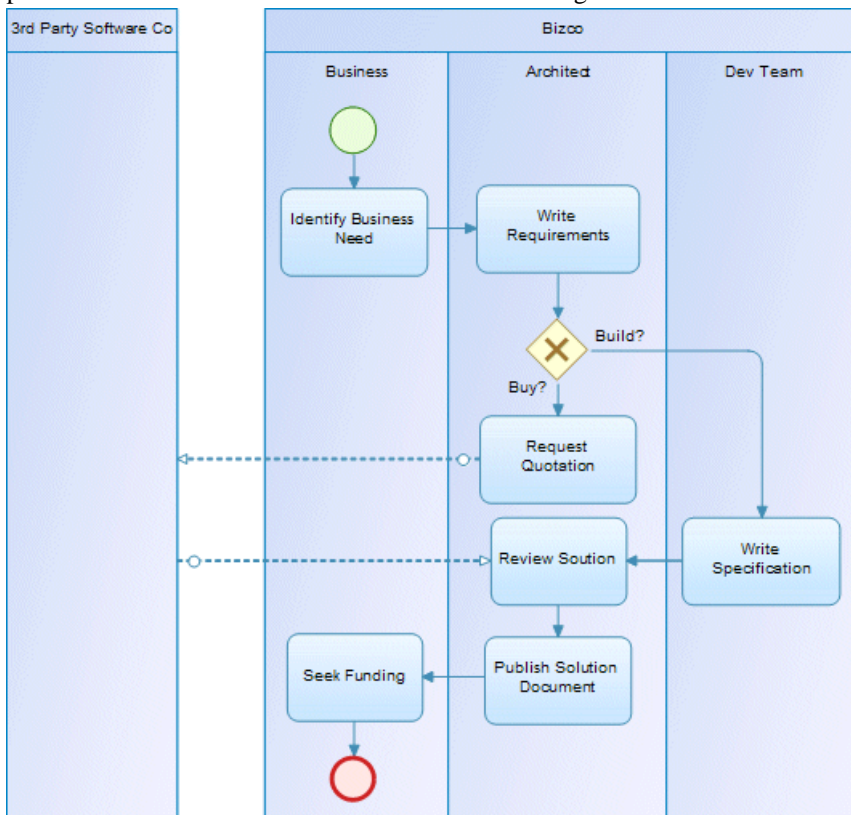 3rd Party Software Co
Bizco
Business
Architect
Dev Team
Identify Business
Need
Write
Requirements
Build?
Buy?
Request
Quotation
Review Soution
Write
Specification
Seek Funding
Publish Solution
Document